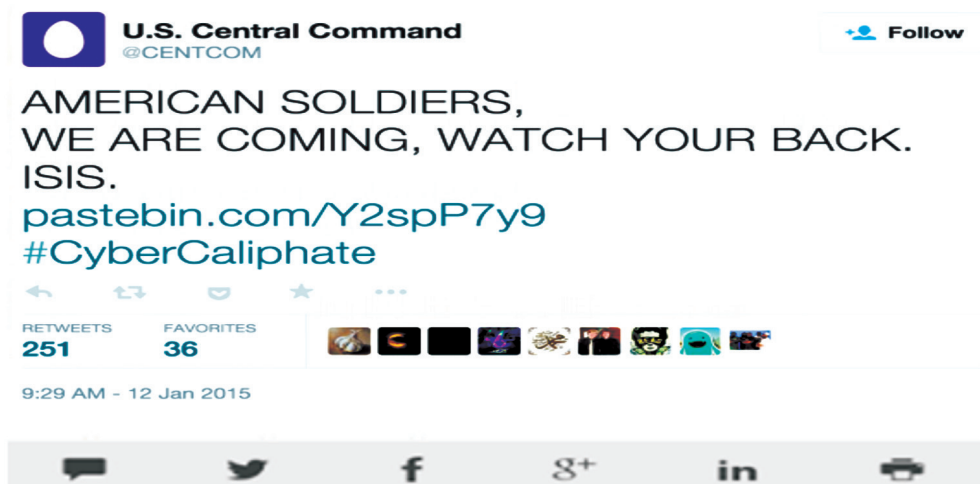 U.S. Central Command
@CENTCOM
Follow
AMERICAN SOLDIERS,
WE ARE COMING, WATCH YOUR BACK.
ISIS.
pastebin.com/Y2spP7y9
#CyberCaliphate
RETWEETS FAVORITES
251 36
9:29 AM - 12 Jan 2015
f g+ in